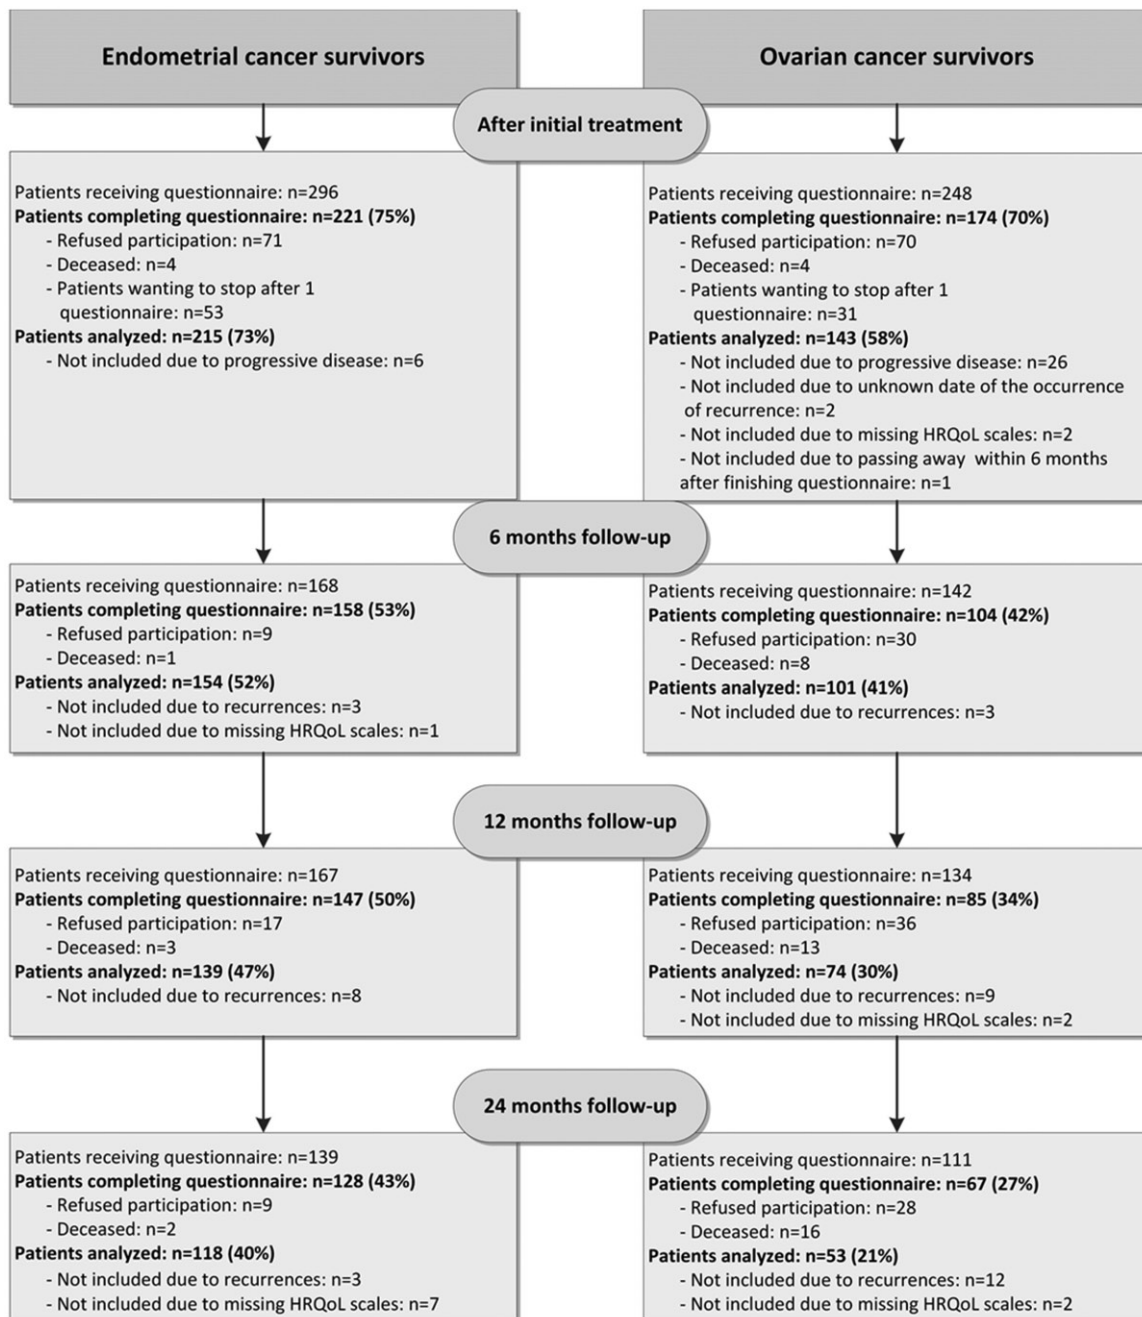 Endometrial cancer survivors
Ovarian cancer survivors
After initial treatment
Patients receiving questionnaire: n=296
Patients completing questionnaire: n=221 (75%)
- Refused participation: n=71
- Deceased: n=4
- Patients wanting to stop after 1
questionnaire: n=53
Patients analyzed: n=215 (73%)
- Not included due to progressive disease: n=6
Patients receiving questionnaire: n=248
Patients completing questionnaire: n=174 (70%)
- Refused participation: n=70
- Deceased: n=4
- Patients wanting to stop after 1
questionnaire: n=31
Patients analyzed: n=143 (58%)
- Not included due to progressive disease: n=26
- Not included due to unknown date of the occurrence
of recurrence: n=2
- Not included due to missing HRQoL scales: n=2
- Not included due to passing away within 6 months
after finishing questionnaire: n=1
6 months follow-up
Patients receiving questionnaire: n=168
Patients completing questionnaire: n=158 (53%)
- Refused participation: n=9
- Deceased: n=1
Patients analyzed: n=154 (52%)
- Not included due to recurrences: n=3
- Not included due to missing HRQoL scales: n=1
Patients receiving questionnaire: n=142
Patients completing questionnaire: n=104 (42%)
- Refused participation: n=30
- Deceased: n=8
Patients analyzed: n=101 (41%)
- Not included due to recurrences: n=3
12 months follow-up
Patients receiving questionnaire: n=167
Patients completing questionnaire: n=147 (50%)
- Refused participation: n=17
- Deceased: n=3
Patients analyzed: n=139 (47%)
- Not included due to recurrences: n=8
Patients receiving questionnaire: n=134
Patients completing questionnaire: n=85 (34%)
- Refused participation: n=36
- Deceased: n=13
Patients analyzed: n=74 (30%)
- Not included due to recurrences: n=9
- Not included due to missing HRQoL scales: n=2
24 months follow-up
Patients receiving questionnaire: n=139
Patients completing questionnaire: n=128 (43%)
- Refused participation: n=9
- Deceased: n=2
Patients analyzed: n=118 (40%)
- Not included due to recurrences: n=3
- Not included due to missing HRQoL scales: n=7
Patients receiving questionnaire: n=111
Patients completing questionnaire: n=67 (27%)
- Refused participation: n=28
- Deceased: n=16
Patients analyzed: n=53 (21%)
- Not included due to recurrences: n=12
- Not included due to missing HRQoL scales: n=2